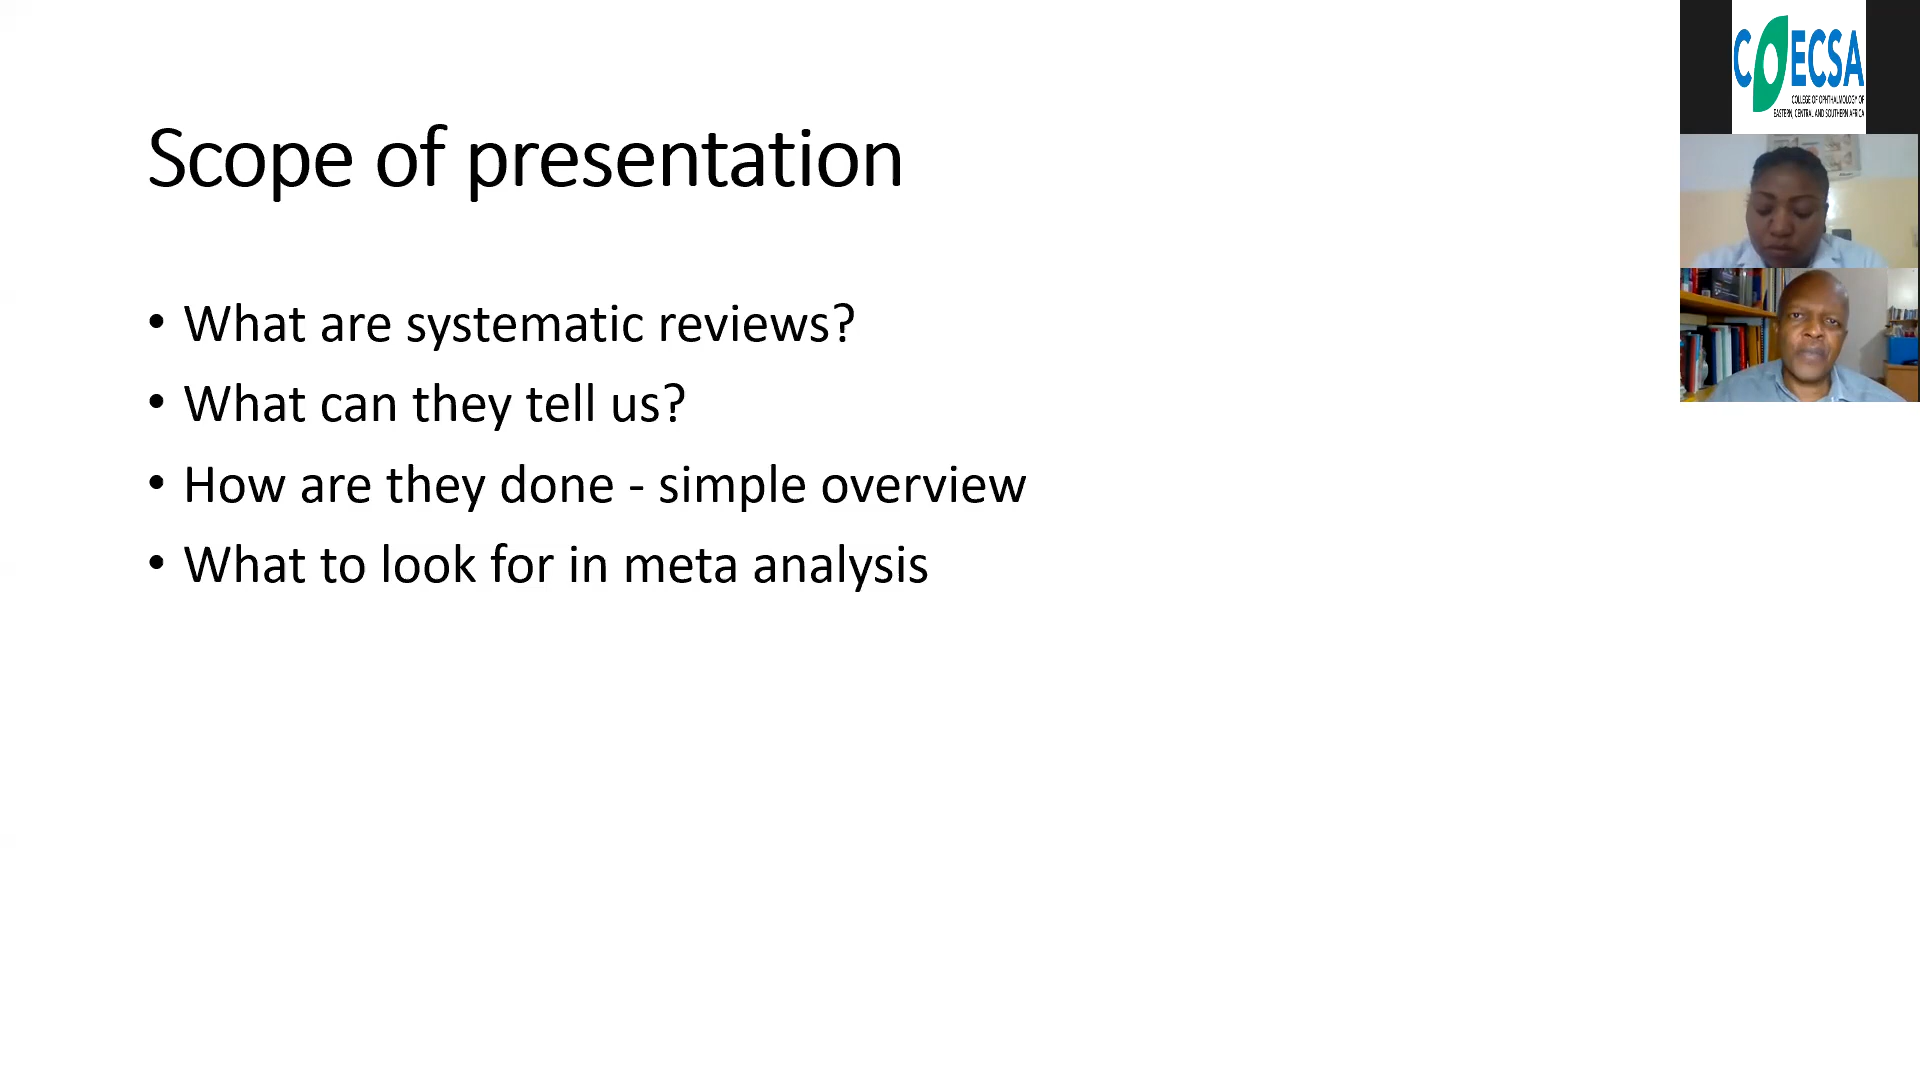 Scope of presentation
• What are systematic reviews?
• What can they tell us?
• How are they done - simple overview
• What to look for in meta analysis
COECSA
COLLEGE OF OPHTHALMOLOGY OF
EASTERN, CENTRAL AND SOUTHERN AFRICA